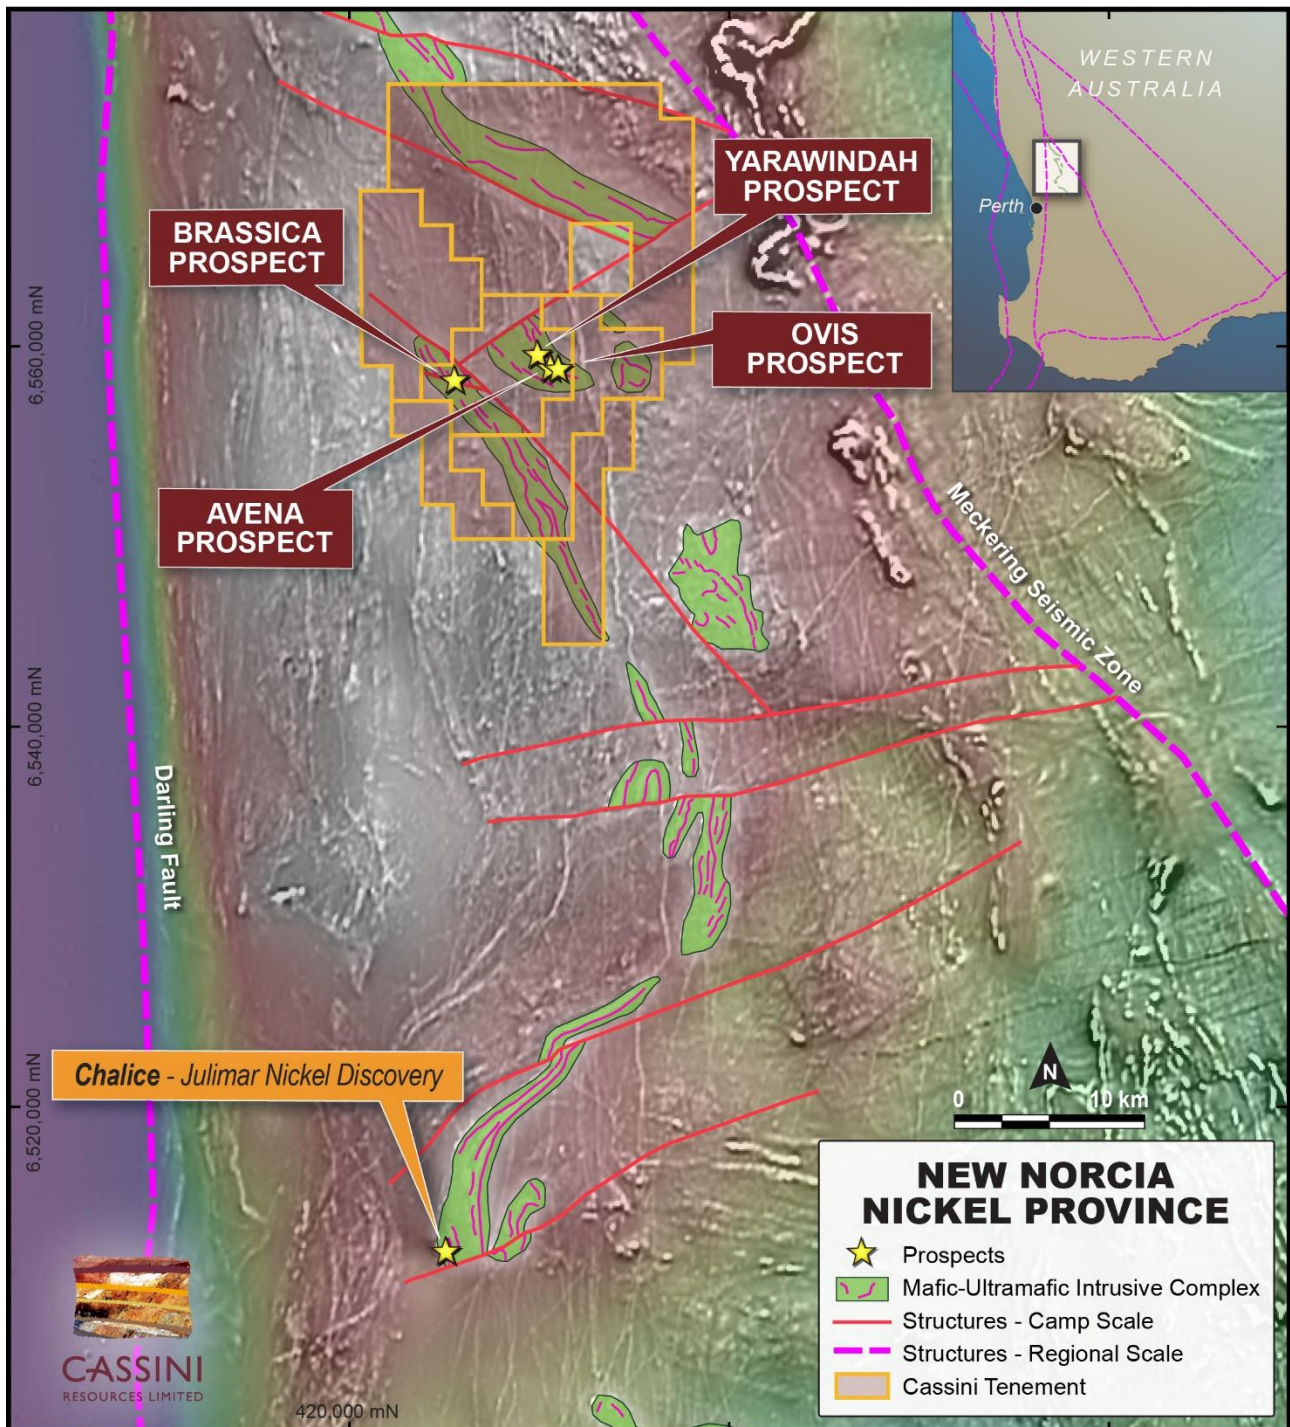 WESTERN
AUSTRALIA
Perth
YARAWINDAH
PROSPECT
BRASSICA
PROSPECT
OVIS
PROSPECT
6,560,000 mN
AVENA
PROSPECT
Meckering Seismic Zone
6,540,000 mN
Darling Fault
Chalice - Julimar Nickel Discovery
6,520,000 mN
N
0 10 km
NEW NORCIA
NICKEL PROVINCE
Prospects
Mafic-Ultramafic Intrusive Complex
Structures - Camp Scale
Structures - Regional Scale
Cassini Tenement
CASSINI
RESOURCES LIMITED
420,000 mN